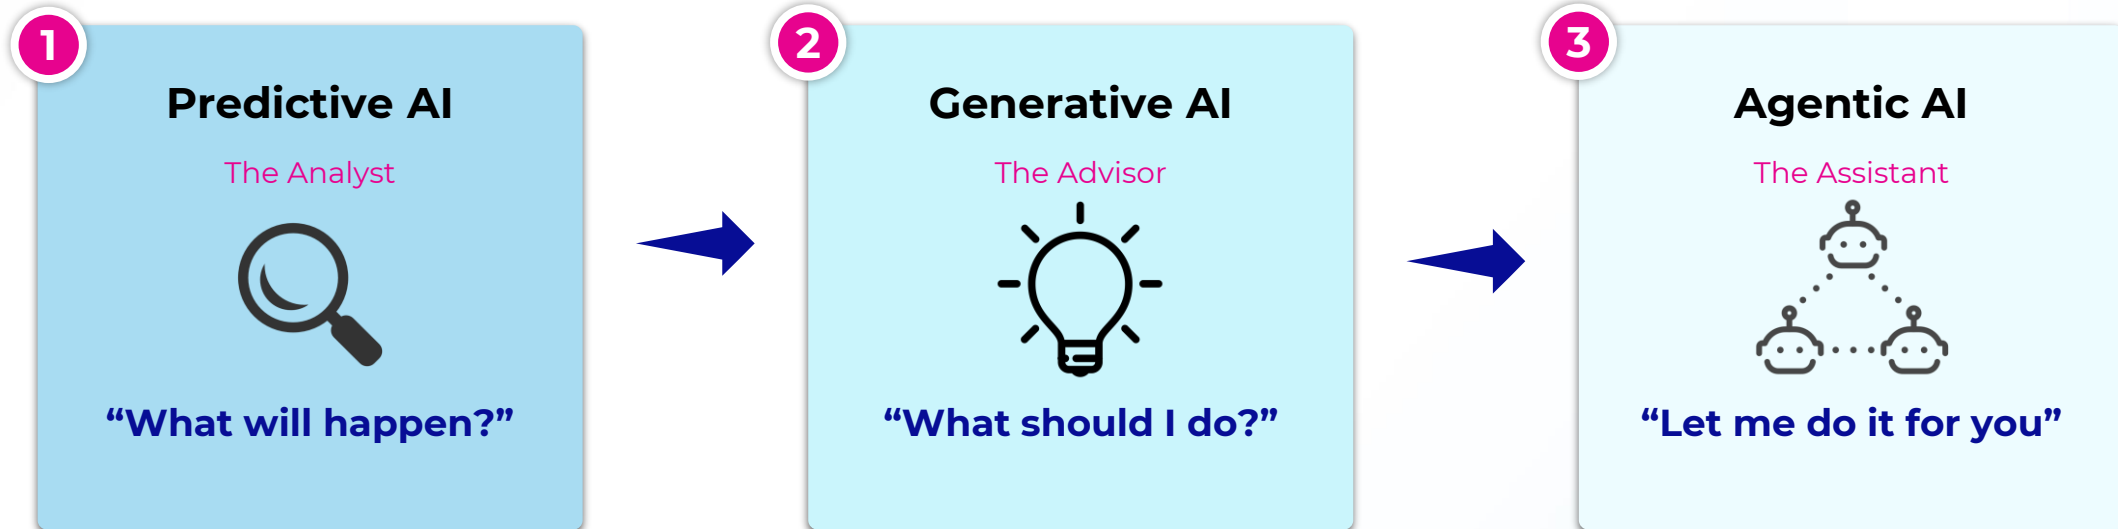 1
Predictive AI
The Analyst
“What will happen?”
2
Generative AI
The Advisor
“What should I do?”
3
Agentic AI
The Assistant
“Let me do it for you”